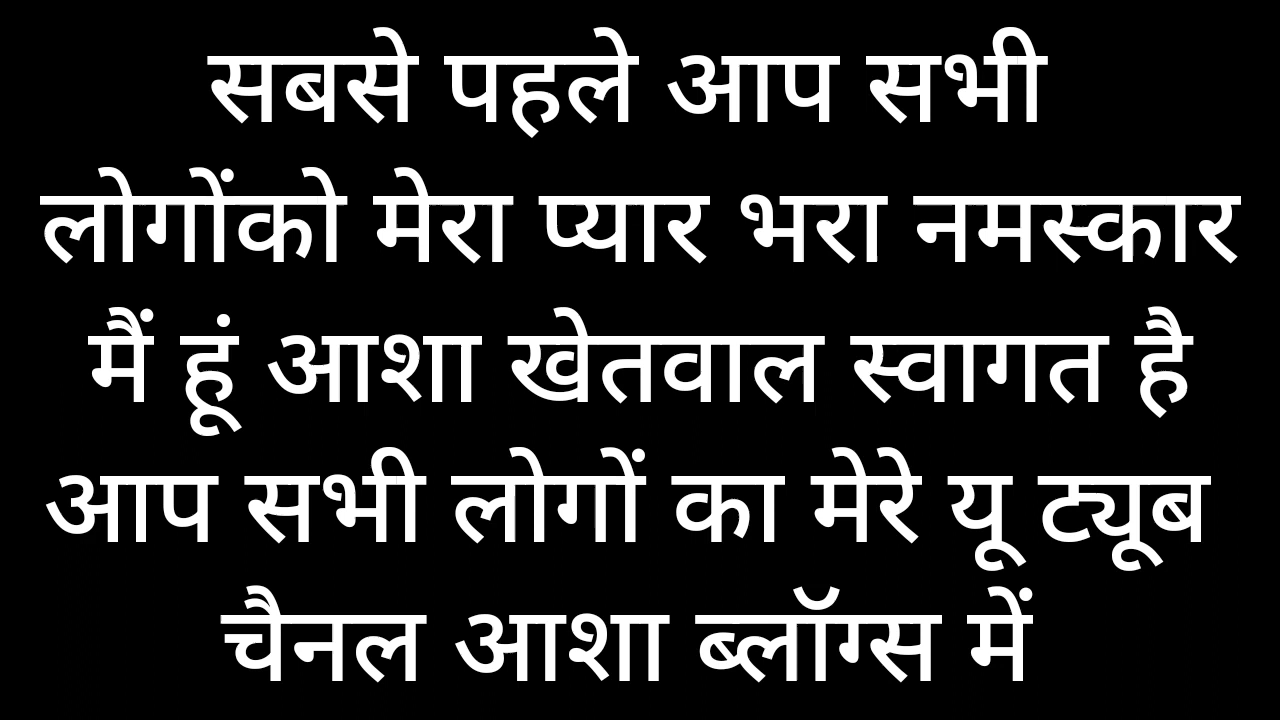 सबसे पहले आप सभी
लोगोंको मेरा प्यार भरा नमस्कार
मैं हूं आशा खेतवाल स्वागत है
आप सभी लोगों का मेरे यू ट्यूब
चैनल आशा ब्लॉग्स में